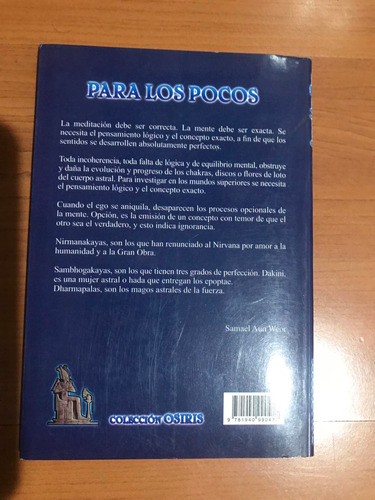 PARA LOS POCOS
La meditación debe ser correcta. La mente debe ser exacta. Se
necesita el pensamiento lógico y el concepto exacto, a fin de que los
sentidos se desarrollen absolutamente perfectos.
Toda incoherencia, toda falta de lógica y de equilibrio mental, obstruye
y daña la evolución y progreso de los chakras, discos o flores de loto
del cuerpo astral. Para investigar en los mundos superiores se necesita
el pensamiento lógico y el concepto exacto.
Cuando el ego se aniquila, desaparecen los procesos opcionales de
la mente. Opción, es la emisión de un concepto con temor de que el
otro sea el verdadero, y esto indica ignorancia.
Nirmanakayas, son los que han renunciado al Nirvana por amor a la
humanidad y a la Gran Obra.
Sambhogakayas, son los que tienen tres grados de perfección. Dakini,
es una mujer astral o hada que entregan los epoptae.
Dharmapalas, son los magos astrales de la fuerza.
Samael Aun Weor
COLECCIÓN OSIRIS